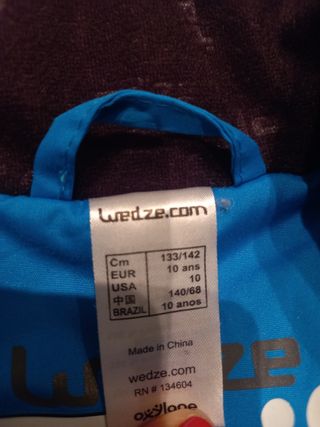 wedze.com
Cm 133/142
EUR 10 ans
USA 10
中国 140/68
BRAZIL 10 anos
Made in China
wedze.com
RN # 134604
oxylane
wedze